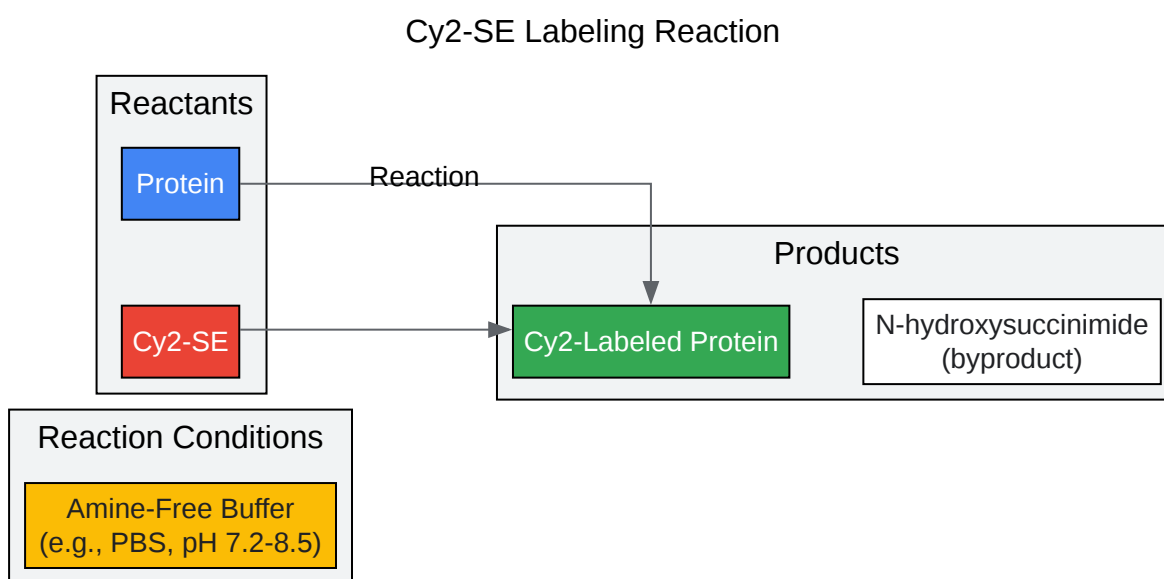 Cy2-SE Labeling Reaction
Reactants
Protein
Reaction
Cy2-SE
Products
Cy2-Labeled Protein
N-hydroxysuccinimide
(byproduct)
Reaction Conditions
Amine-Free Buffer
(e.g., PBS, pH 7.2-8.5)